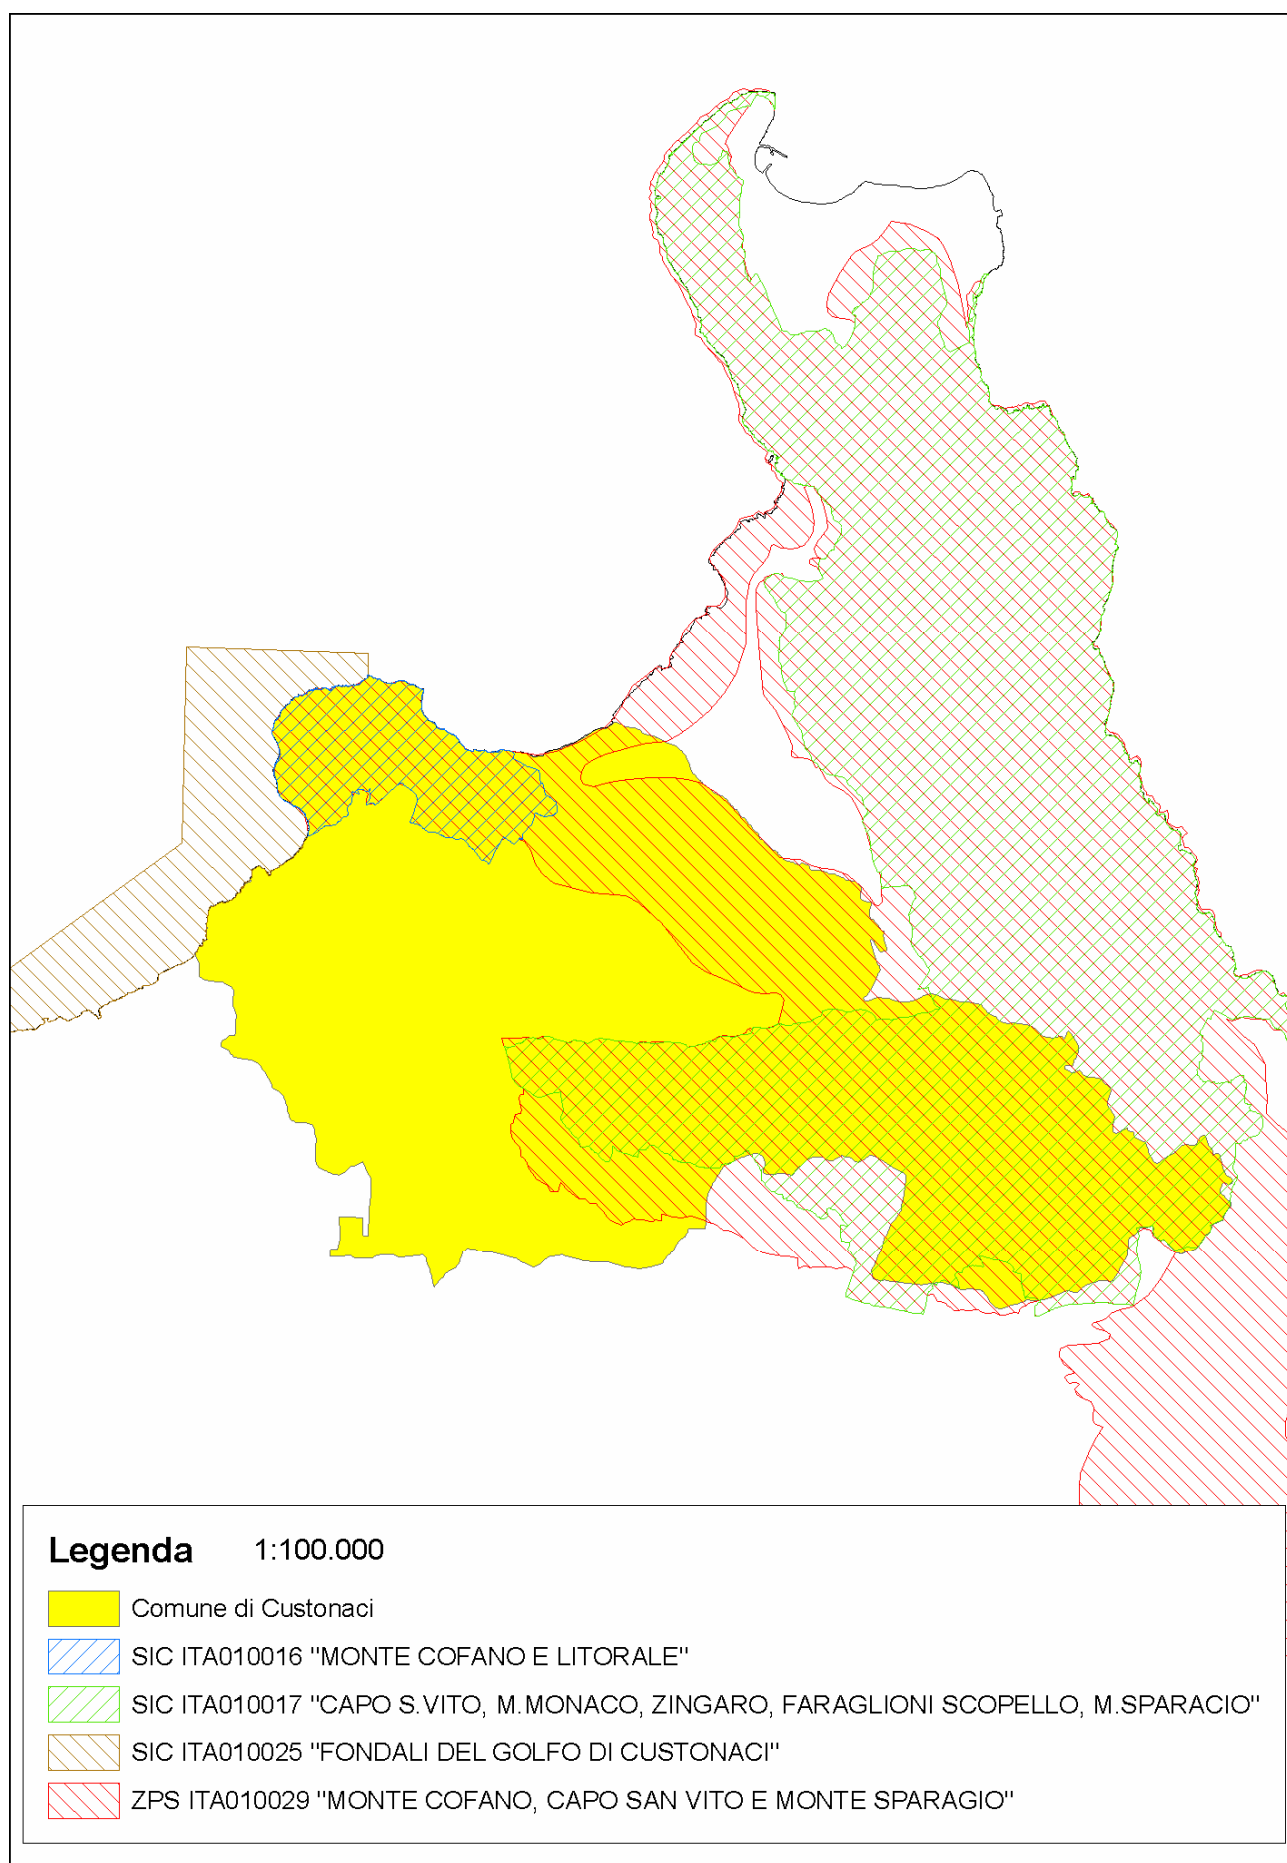 Legenda 1:100.000
Comune di Custonaci
SIC ITA010016 "MONTE COFANO E LITORALE"
SIC ITA010017 "CAPO S.VITO, M.MONACO, ZINGARO, FARAGLIONI SCOPELLO, M.SPARACIO"
SIC ITA010025 "FONDALI DEL GOLFO DI CUSTONACI"
ZPS ITA010029 "MONTE COFANO, CAPO SAN VITO E MONTE SPARAGIO"